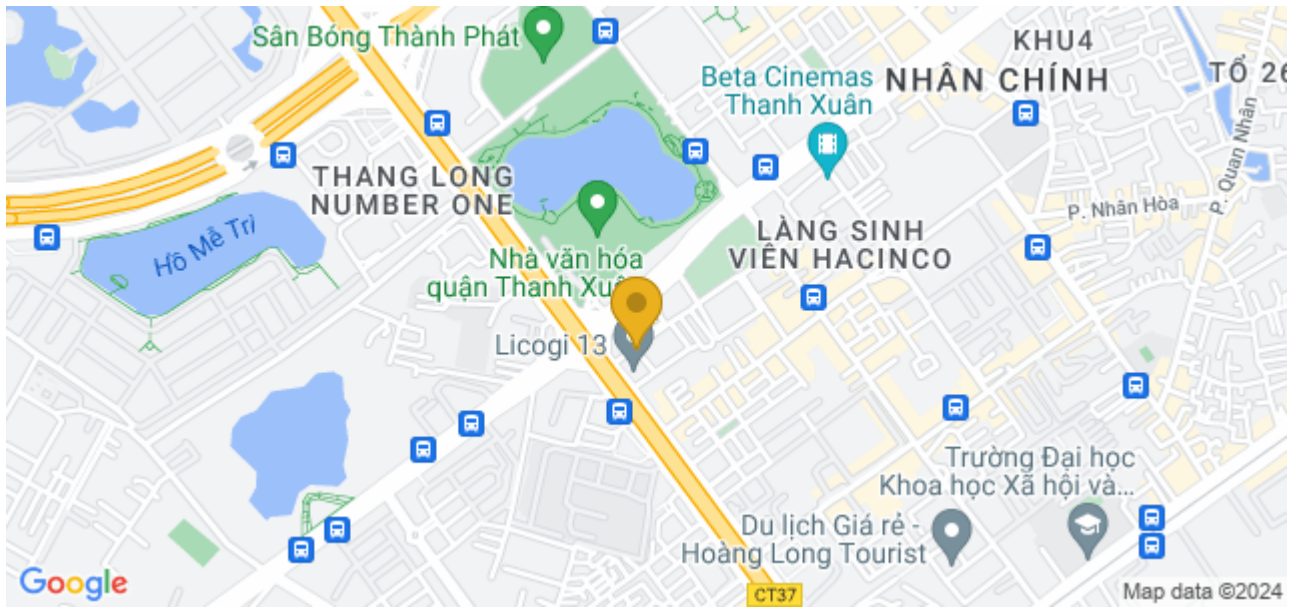 Sân Bóng Thành Phát
KHU4
Beta Cinemas
Thanh Xuân
NHÂN CHÍNH
TỔ 26
THANG LONG
NUMBER ONE
P. Quan Nhân
P. Nhân Hòa
Hồ Mễ Trì
LÀNG SINH
VIÊN HACINCO
Nhà văn hóa
quận Thanh Xu
Licogi 13
Trường Đại học
Khoa học Xã hội và...
Du lịch Giá rẻ -
Hoàng Long Tourist
CT37
Google
Map data ©2024